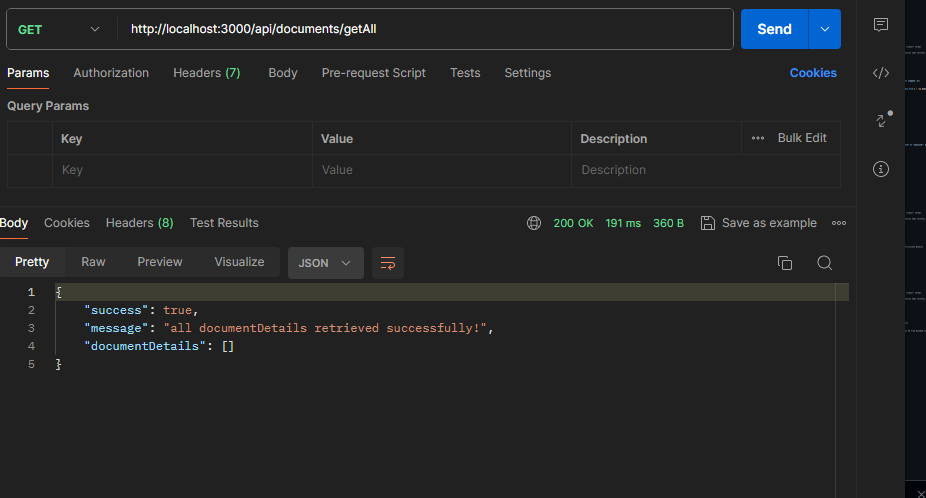 GET http://localhost:3000/api/documents/getAll Send
Params Authorization Headers (7) Body Pre-request Script Tests Settings Cookies
Query Params
Key Value Description ••• Bulk Edit
Key Value Description
Body Cookies Headers (8) Test Results 200 OK 191 ms 360 B Save as example
Pretty Raw Preview Visualize JSON
1 {
2 "success": true,
3 "message": "all documentDetails retrieved successfully!",
4 "documentDetails": []
5 }